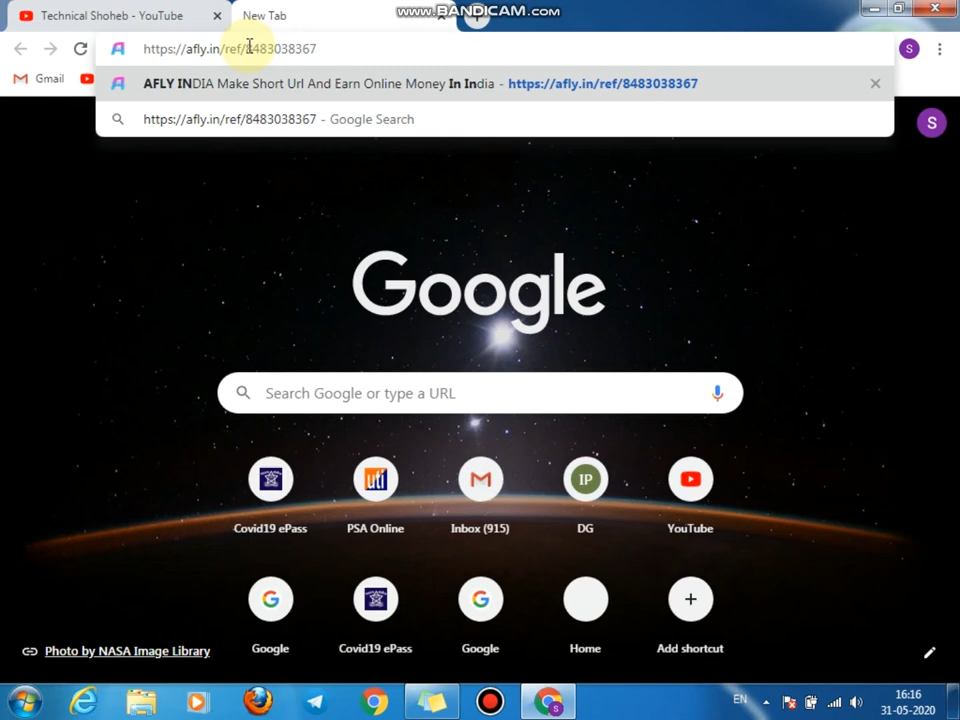 Technical Shoheb - YouTube
New Tab
www.BANDICAM.com
https://afly.in/ref/8483038367
S
Gmail
AFLY INDIA Make Short Url And Earn Online Money In India - https://afly.in/ref/8483038367
https://afly.in/ref/8483038367 - Google Search
S
Google
Search Google or type a URL
uti
IP
Covid19 ePass
PSA Online
Inbox (915)
DG
YouTube
Google
Covid19 ePass
Google
Home
Add shortcut
Photo by NASA Image Library
S
EN
16:16
31-05-2020